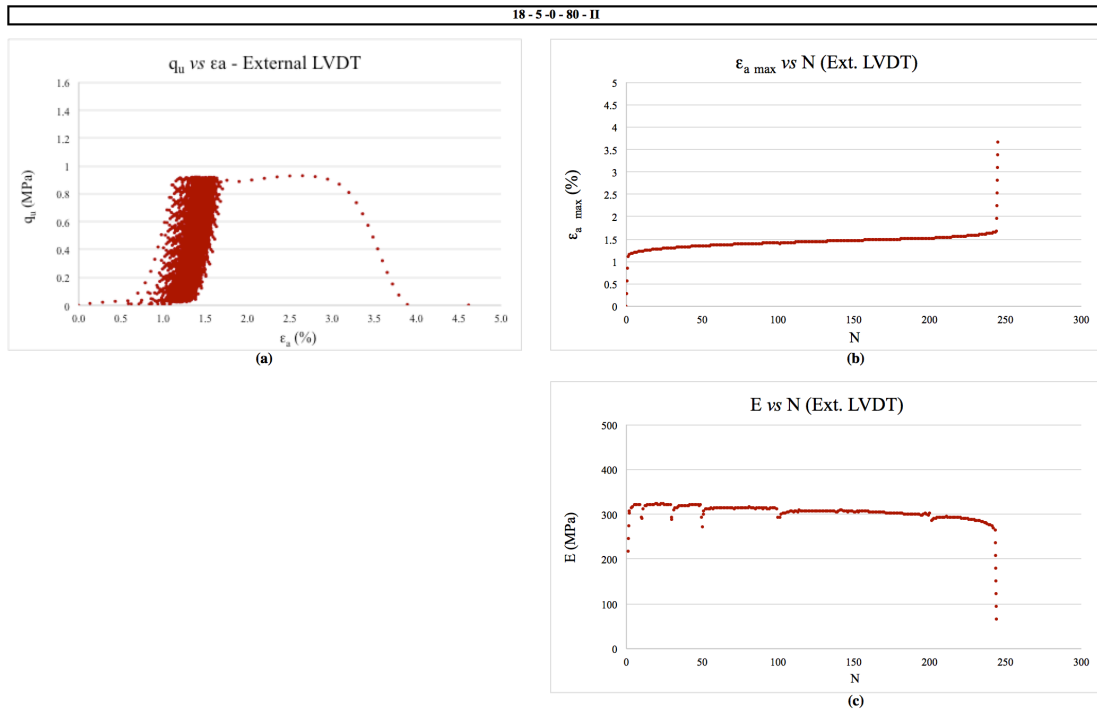 18 - 5 -0 - 80 - II
qu vs εa - External LVDT
1.6
1.4
1.2
1
0.8
0.6
0.4
0.2
0
qu (MPa)
0.0 0.5 1.0 1.5 2.0 2.5 3.0 3.5 4.0 4.5 5.0
εa (%)
(a)
εa max vs N (Ext. LVDT)
5
4.5
4
3.5
3
2.5
2
1.5
1
0.5
0
εa max (%)
0 50 100 150 200 250 300
N
(b)
E vs N (Ext. LVDT)
500
400
300
200
100
0
E (MPa)
0 50 100 150 200 250 300
N
(c)